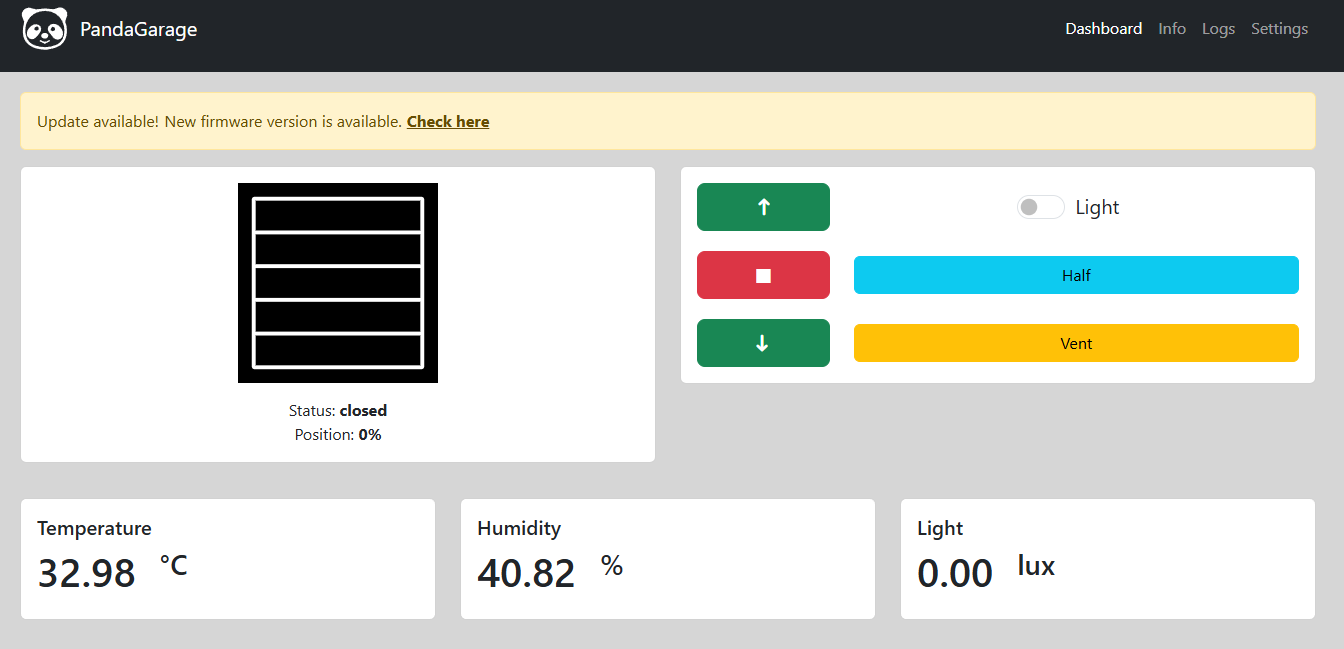 PandaGarage
Dashboard Info Logs Settings
Update available! New firmware version is available. Check here
Status: closed
Position: 0%
Light
Half
Vent
Temperature
32.98 °C
Humidity
40.82 %
Light
0.00 lux